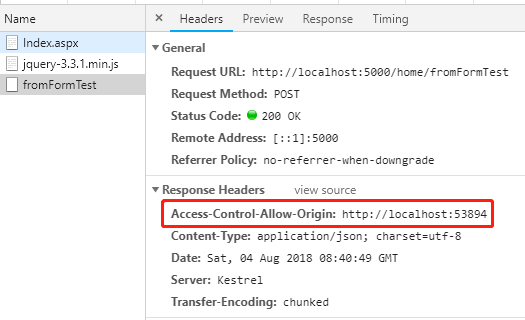 Name
Index.aspx
jquery-3.3.1.min.js
fromFormTest
Headers Preview Response Timing
General
Request URL: http://localhost:5000/home/fromFormTest
Request Method: POST
Status Code: 200 OK
Remote Address: [::1]:5000
Referrer Policy: no-referrer-when-downgrade
Response Headers view source
Access-Control-Allow-Origin: http://localhost:53894
Content-Type: application/json; charset=utf-8
Date: Sat, 04 Aug 2018 08:40:49 GMT
Server: Kestrel
Transfer-Encoding: chunked